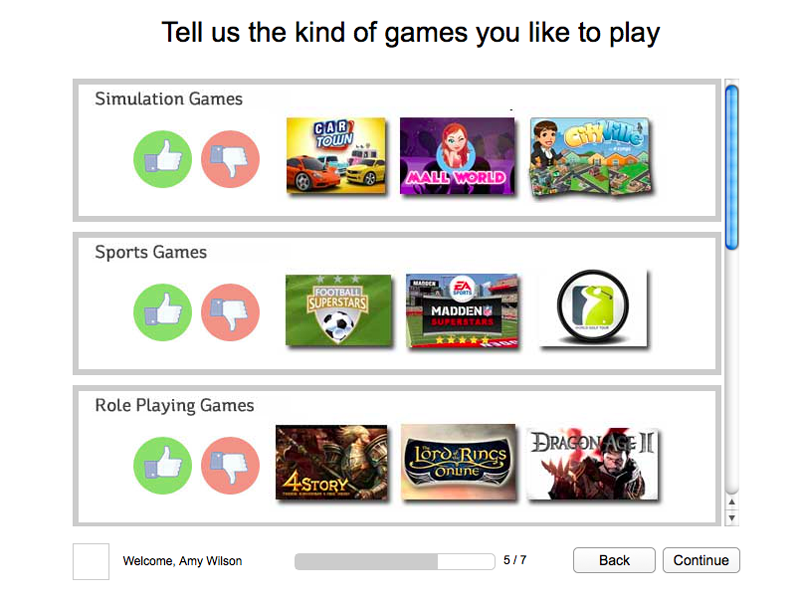 Tell us the kind of games you like to play
Simulation Games
CAR TOWN
MALL WORLD
CityVille
Sports Games
FOOTBALL
SUPERSTARS
MADDEN
EA
SPORTS
MADDEN NFL
SUPERSTARS
WORLD GOLF TOUR
Role Playing Games
4STORY
The
Lord of the Rings
Online
DRAGON AGE II
Welcome, Amy Wilson
5 / 7
Back
Continue